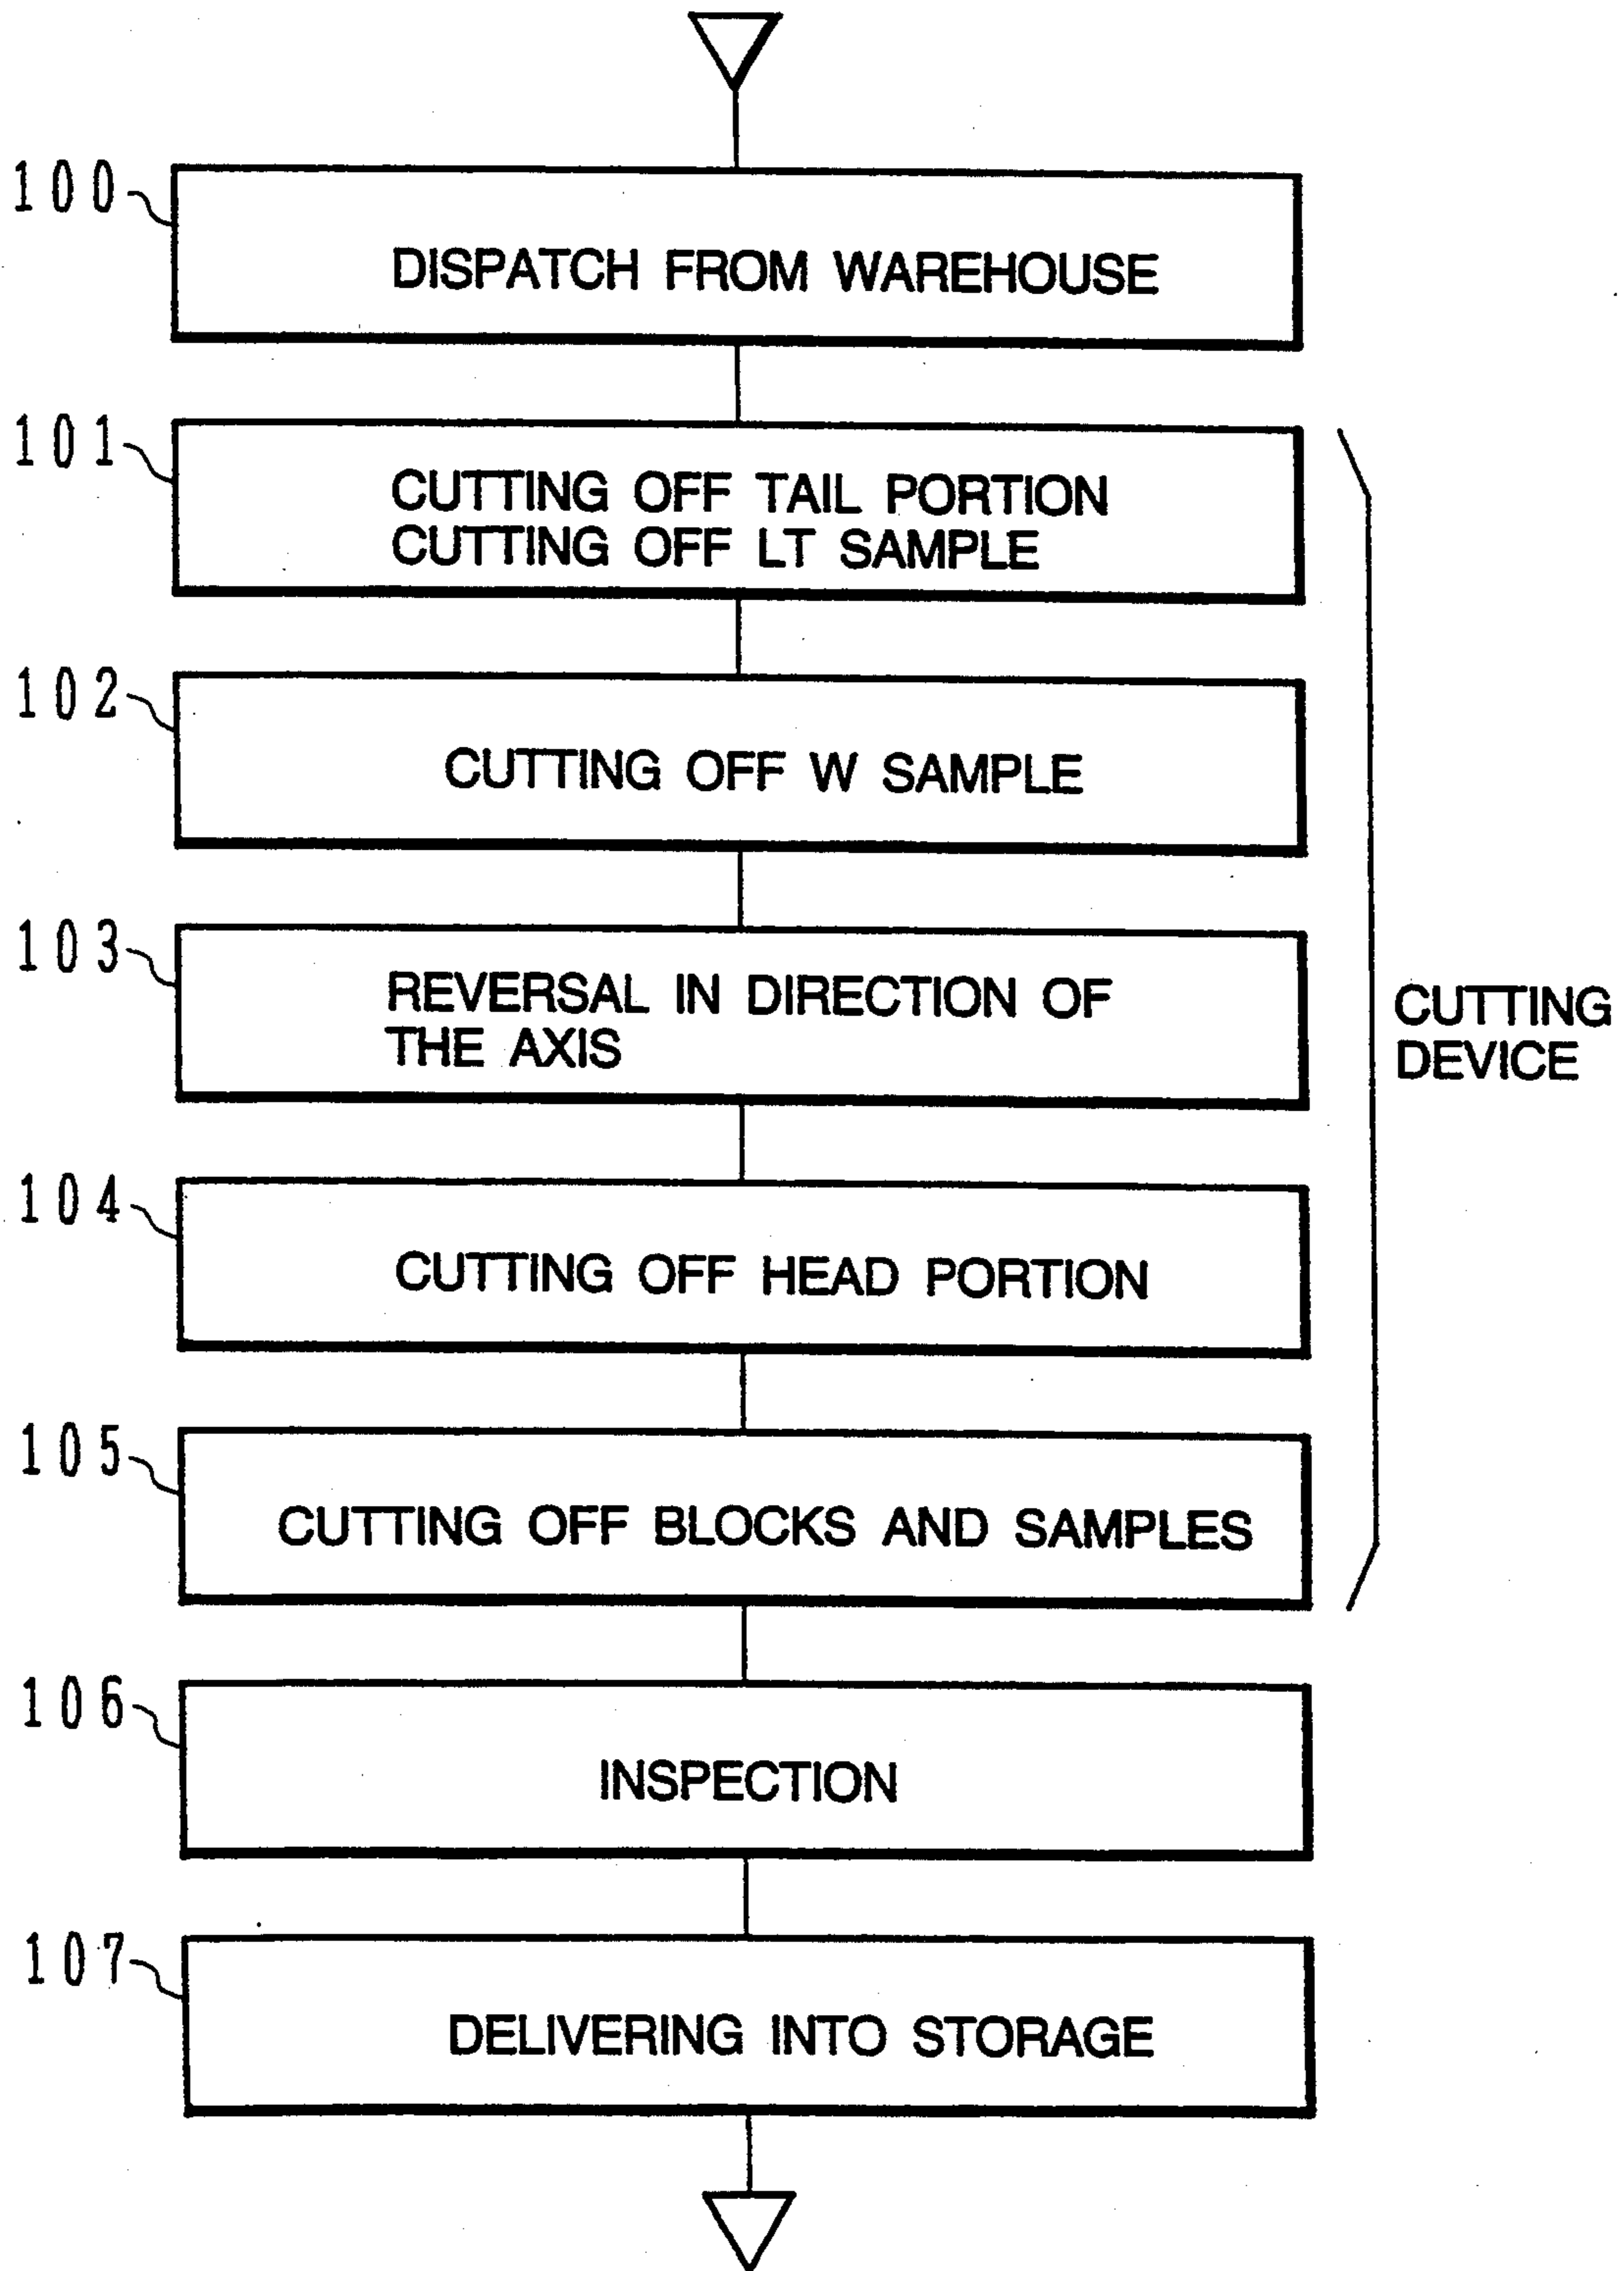 100
DISPATCH FROM WAREHOUSE
101
CUTTING OFF TAIL PORTION
CUTTING OFF LT SAMPLE
102
CUTTING OFF W SAMPLE
103
REVERSAL IN DIRECTION OF
THE AXIS
CUTTING
DEVICE
104
CUTTING OFF HEAD PORTION
105
CUTTING OFF BLOCKS AND SAMPLES
106
INSPECTION
107
DELIVERING INTO STORAGE